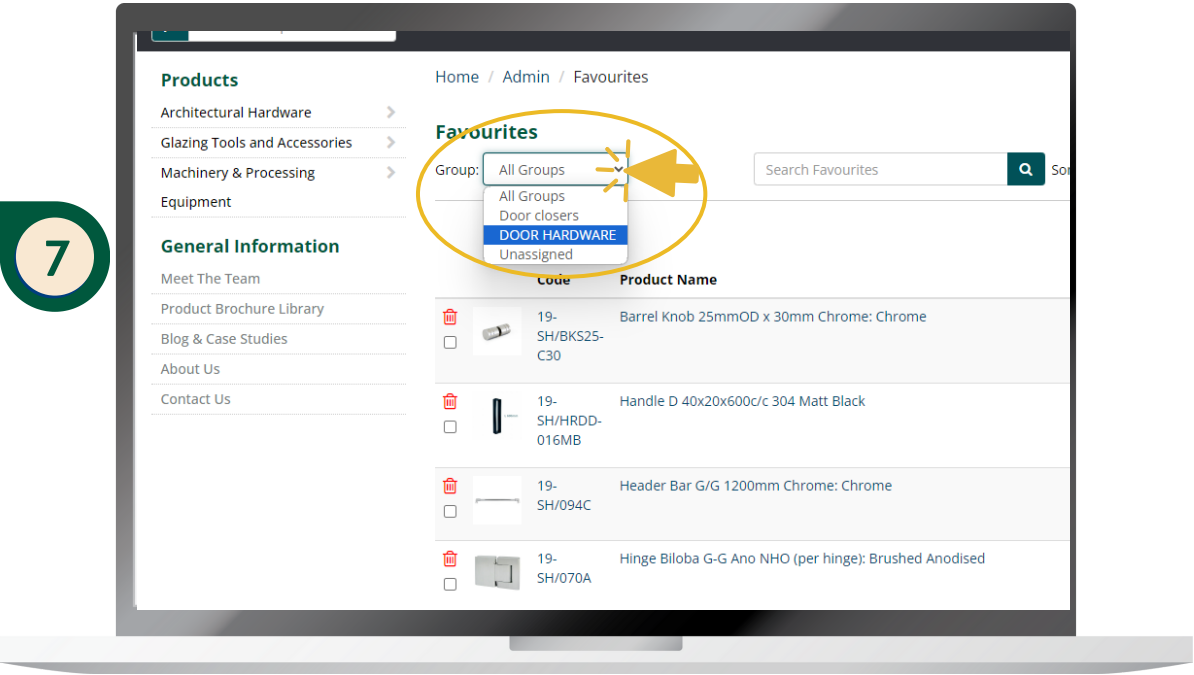 7
Products
Architectural Hardware
Glazing Tools and Accessories
Machinery & Processing
Equipment
General Information
Meet The Team
Product Brochure Library
Blog & Case Studies
About Us
Contact Us
Home / Admin / Favourites
Favourites
Group: All Groups
Search Favourites
All Groups
Door closers
DOOR HARDWARE
Unassigned
Code Product Name
19-
SH/BKS25-
C30
Barrel Knob 25mmOD x 30mm Chrome: Chrome
19-
SH/HRDD-
016MB
Handle D 40x20x600c/c 304 Matt Black
19-
SH/094C
Header Bar G/G 1200mm Chrome: Chrome
19-
SH/070A
Hinge Biloba G-G Ano NHO (per hinge): Brushed Anodised